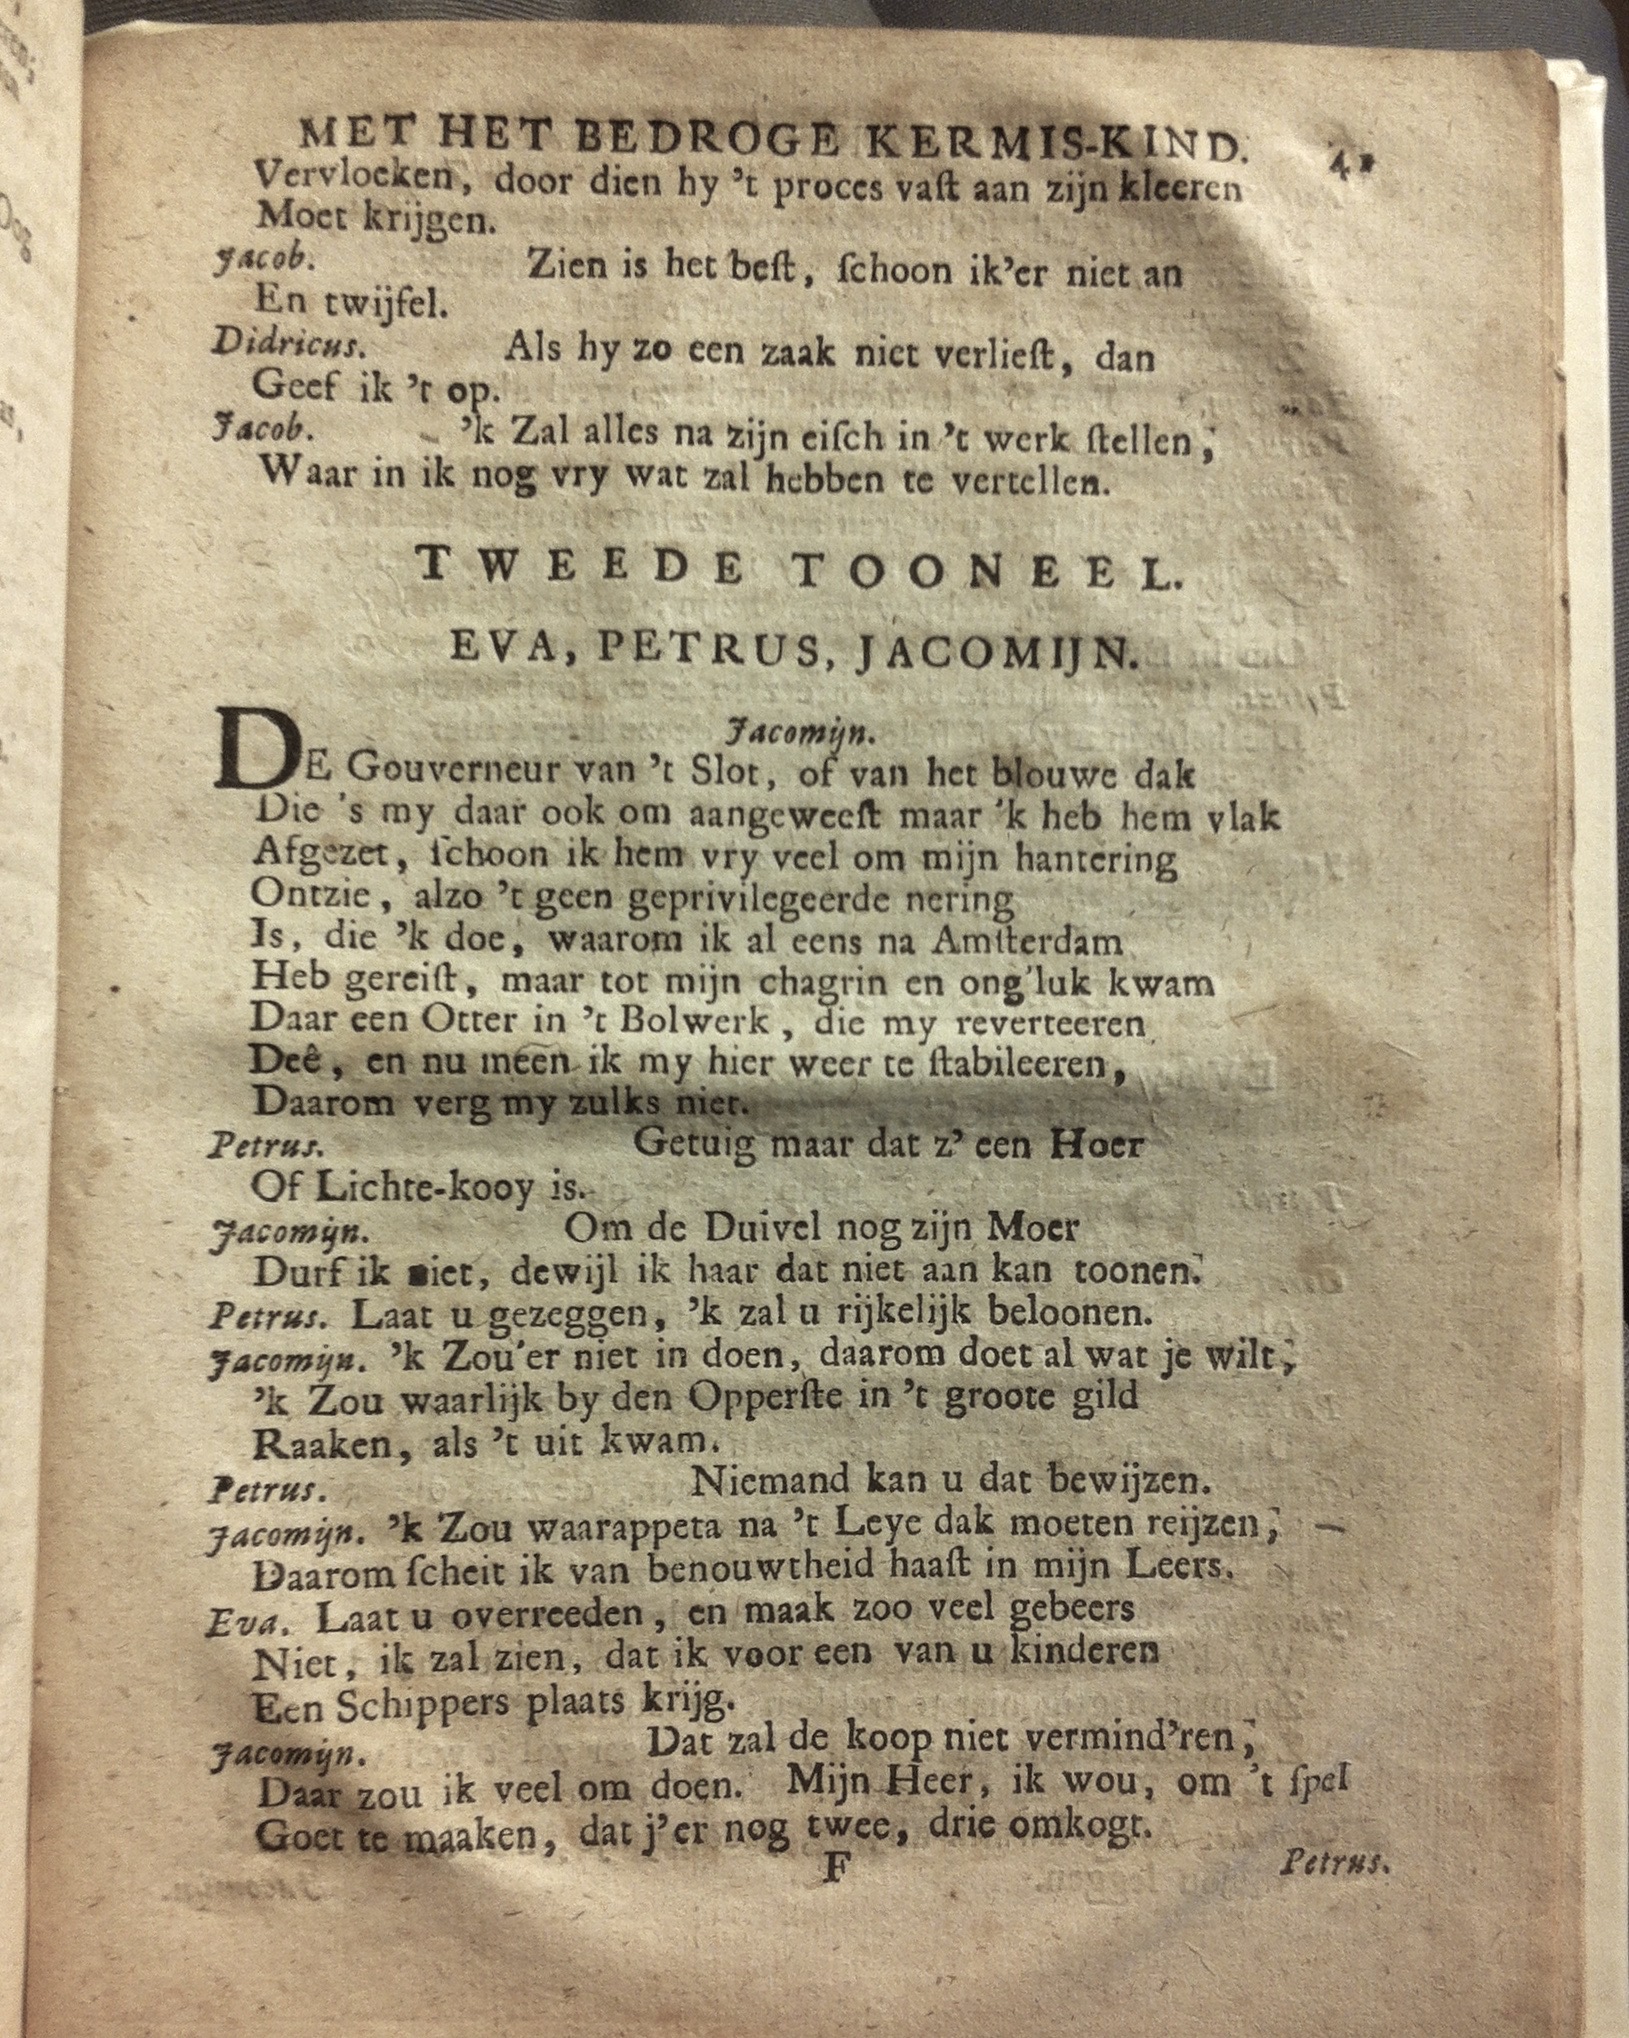 MET HET BEDROGE KERMIS-KIND. 41
Vervloeken, door dien hy 't proces vaſt aan zijn kleeren
Moet krijgen.
Jacob. Zien is het beſt, ſchoon ik'er niet an
En twijfel.
Didricus. Als hy zo een zaak niet verlieſt, dan
Geef ik 't op.
Jacob. 'k Zal alles na zijn eiſch in 't werk ſtellen;
Waar in ik nog vry wat zal hebben te vertellen.
TWEEDE TOONEEL.
EVA, PETRUS, JACOMIJN.
Jacomijn.
DE Gouverneur van 't Slot, of van het blouwe dak
Die 's my daar ook om aangeweeſt maar 'k heb hem vlak
Afgezet, ſchoon ik hem vry veel om mijn hantering
Ontzie, alzo 't geen geprivilegeerde nering
Is, die 'k doe, waarom ik al eens na Amſterdam
Heb gereiſt, maar tot mijn chagrin en ong'luk kwam
Daar een Otter in 't Bolwerk, die my reverteeren
Deê, en nu meen ik my hier weer te ſtabileeren,
Daarom verg my zulks niet.
Petrus. Getuig maar dat z' een Hoer
Of Lichte-kooy is.
Jacomijn. Om de Duivel nog zijn Moer
Durf ik niet, dewijl ik haar dat niet aan kan toonen.
Petrus. Laat u gezeggen, 'k zal u rijkelijk beloonen.
Jacomijn. 'k Zou'er niet in doen, daarom doet al wat je wilt;
'k Zou waarlijk by den Opperſte in 't groote gild
Raaken, als 't uit kwam.
Petrus. Niemand kan u dat bewijzen.
Jacomijn. 'k Zou waarappeta na 't Leye dak moeten reijzen;
Daarom ſcheit ik van benouwtheid haaſt in mijn Leers.
Eva. Laat u overreeden, en maak zoo veel gebeers
Niet, ik zal zien, dat ik voor een van u kinderen
Een Schippers plaats krijg.
Jacomijn. Dat zal de koop niet vermind'ren;
Daar zou ik veel om doen. Mijn Heer, ik wou, om 't ſpel
Goet te maaken, dat j'er nog twee, drie omkogt.
F Petrus.